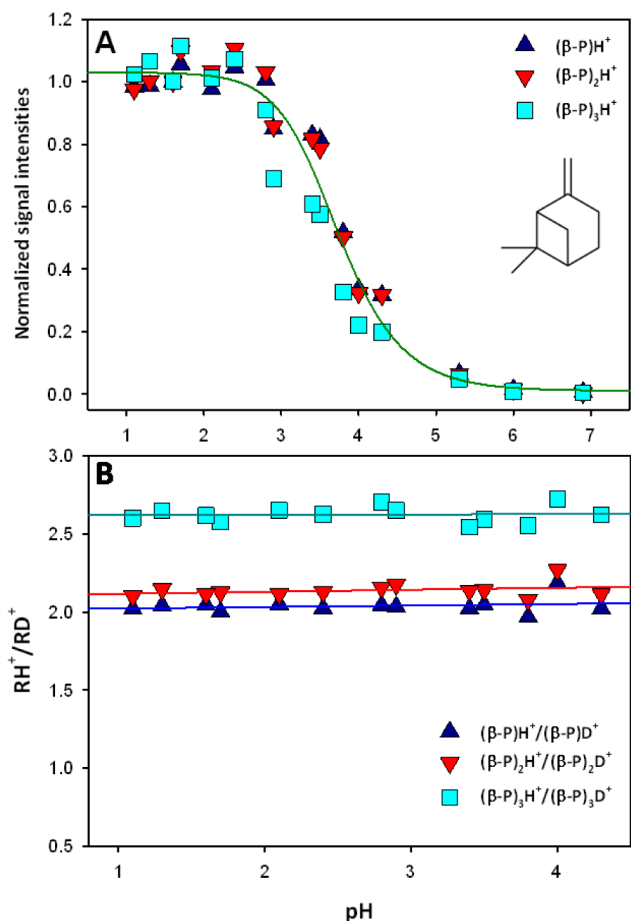 A
1.2
1.0
0.8
0.6
0.4
0.2
0.0
Normalized signal intensities
(β-P)H⁺
(β-P)₂H⁺
(β-P)₃H⁺
1 2 3 4 5 6 7
B
3.0
2.5
2.0
1.5
1.0
0.5
RH⁺/RD⁺
(β-P)H⁺/(β-P)D⁺
(β-P)₂H⁺/(β-P)₂D⁺
(β-P)₃H⁺/(β-P)₃D⁺
1 2 3 4
pH